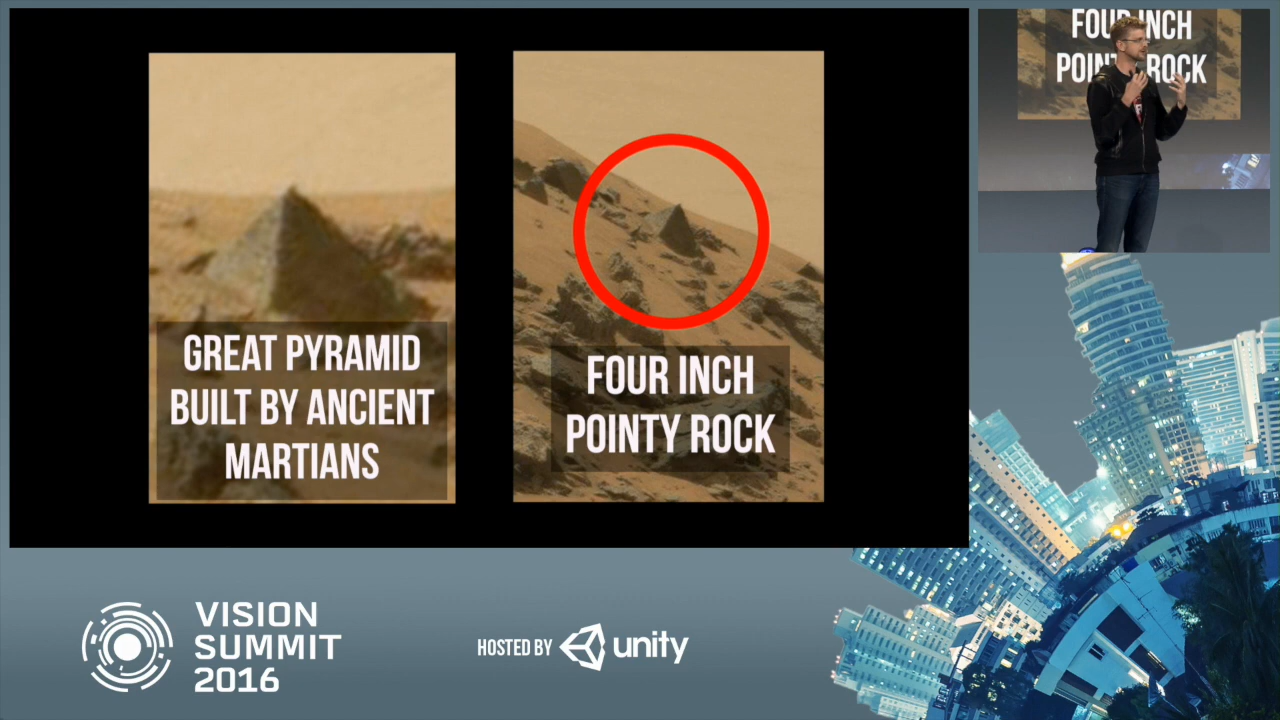 GREAT PYRAMID
BUILT BY ANCIENT
MARTIANS
FOUR INCH
POINTY ROCK
FOUR INCH
POINTY ROCK
VISION
SUMMIT
2016
HOSTED BY unity